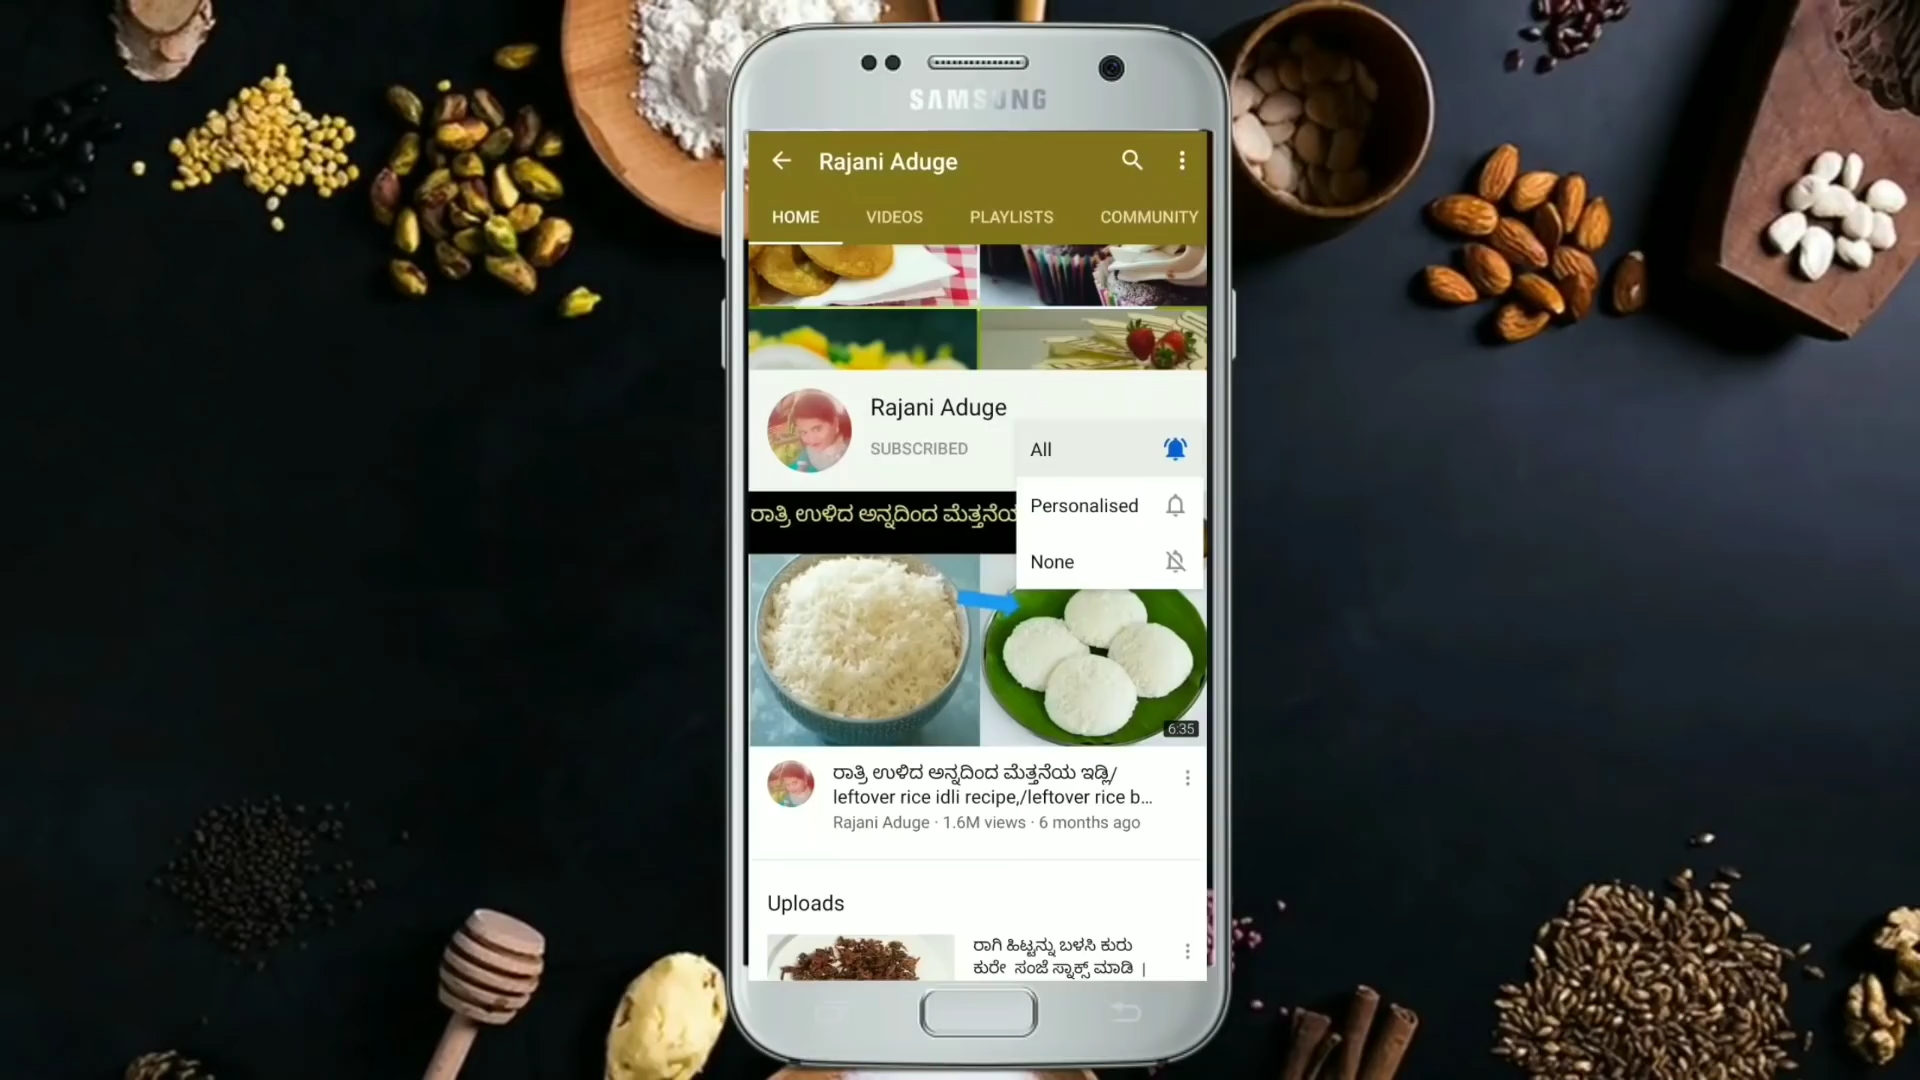 SAMSUNG
Rajani Aduge
HOME VIDEOS PLAYLISTS COMMUNITY
Rajani Aduge
SUBSCRIBED
All
Personalised
None
ರಾತ್ರಿ ಉಳಿದ ಅನ್ನದಿಂದ ಮೆತ್ತನೆಯ
6:35
ರಾತ್ರಿ ಉಳಿದ ಅನ್ನದಿಂದ ಮೆತ್ತನೆಯ ಇಡ್ಲಿ/
leftover rice idli recipe,/leftover rice b...
Rajani Aduge · 1.6M views · 6 months ago
Uploads
ರಾಗಿ ಹಿಟ್ಟನ್ನು ಬಳಸಿ ಕುರು
ಕುರೇ ಸಂಜೆ ಸ್ನಾಕ್ಸ್ ಮಾಡಿ |